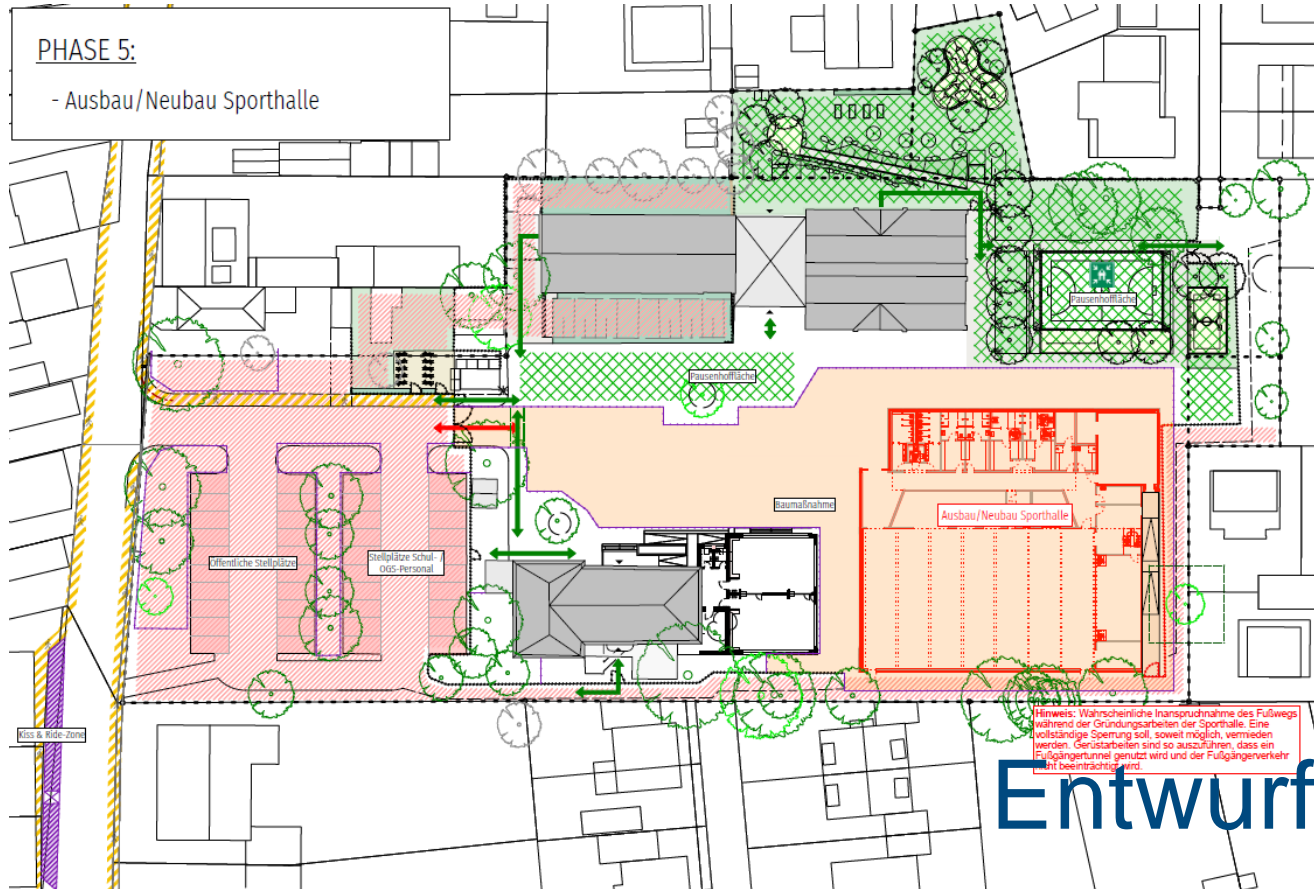 PHASE 5:
- Ausbau/Neubau Sporthalle
Pausenhoffläche
Pausenhoffläche
Baumaßnahme
Ausbau/Neubau Sporthalle
Öffentliche Stellplätze
Stellplätze Schul- /
OGS-Personal
Kiss & Ride-Zone
Hinweis: Wahrscheinliche Inanspruchnahme des Fußwegs
während der Gründungsarbeiten der Sporthalle. Eine
vollständige Sperrung soll, soweit möglich, vermieden
werden. Gerüstarbeiten sind so auszuführen, dass ein
Fußgängertunnel genutzt wird und der Fußgängerverkehr
nicht beeinträchtigt wird.
Entwurf